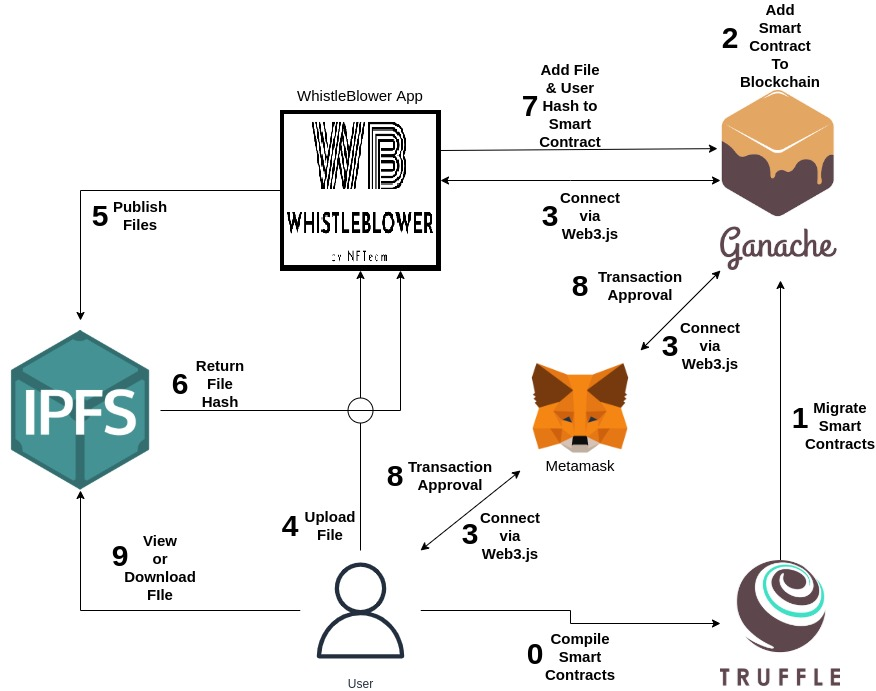 2
Add
Smart
Contract
To
Blockchain
WhistleBlower App
WB
WHISTLEBLOWER
by NFTeam
7
Add File
& User
Hash to
Smart
Contract
3
Connect
via
Web3.js
Ganache
5
Publish
Files
8
Transaction
Approval
3
Connect
via
Web3.js
IPFS
6
Return
File
Hash
Metamask
1
Migrate
Smart
Contracts
8
Transaction
Approval
4
Upload
File
3
Connect
via
Web3.js
9
View
or
Download
FIle
User
0
Compile
Smart
Contracts
TRUFFLE